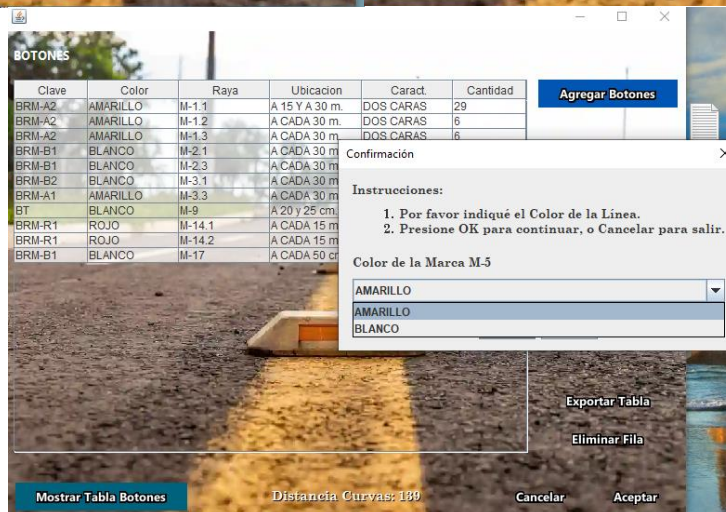 BOTONES
Clave Color Raya Ubicacion Caract. Cantidad
BRM-A2 AMARILLO M-1.1 A 15 Y A 30 m. DOS CARAS 29
BRM-A2 AMARILLO M-1.2 A CADA 30 m. DOS CARAS 6
BRM-A2 AMARILLO M-1.3 A CADA 30 m DOS CARAS 6
BRM-B1 BLANCO M-2.1 A CADA 30 m
BRM-B1 BLANCO M-2.3 A CADA 30 m
BRM-B2 BLANCO M-3.1 A CADA 30 m
BRM-A1 AMARILLO M-3.3 A CADA 30 m
BT BLANCO M-9 A 20 y 25 cm.
BRM-R1 ROJO M-14.1 A CADA 15 m
BRM-R1 ROJO M-14.2 A CADA 15 m
BRM-B1 BLANCO M-17 A CADA 50 cm
Agregar Botones
Confirmación
Instrucciones:
1. Por favor indiqué el Color de la Línea.
2. Presione OK para continuar, o Cancelar para salir.
Color de la Marca M-5
AMARILLO
AMARILLO
BLANCO
Exportar Tabla
Eliminar Fila
Mostrar Tabla Botones
Distancia Curvas: 139
Cancelar
Aceptar